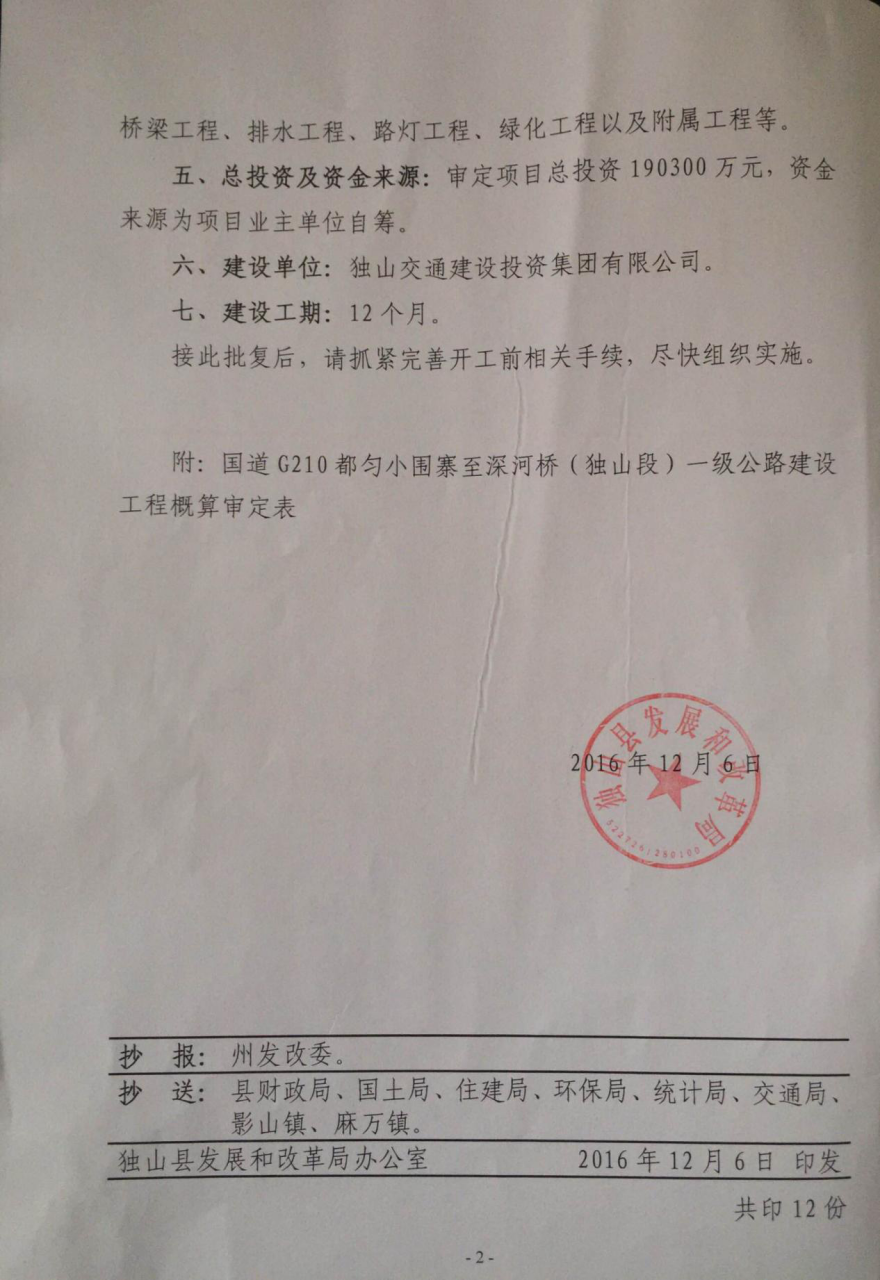 桥梁工程、排水工程、路灯工程、绿化工程以及附属工程等。
五、总投资及资金来源：审定项目总投资 190300 万元，资金
来源为项目业主单位自筹。
六、建设单位：独山交通建设投资集团有限公司。
七、建设工期：12 个月。
接此批复后，请抓紧完善开工前相关手续，尽快组织实施。
附：国道 G210 都匀小围寨至深河桥（独山段）一级公路建设
工程概算审定表
独山县发展和改革局
2016 年 12 月 6 日
抄 报：州发改委。
抄 送：县财政局、国土局、住建局、环保局、统计局、交通局、
影山镇、麻万镇。
独山县发展和改革局办公室 2016 年 12 月 6 日 印发
共印 12 份
- 2 -